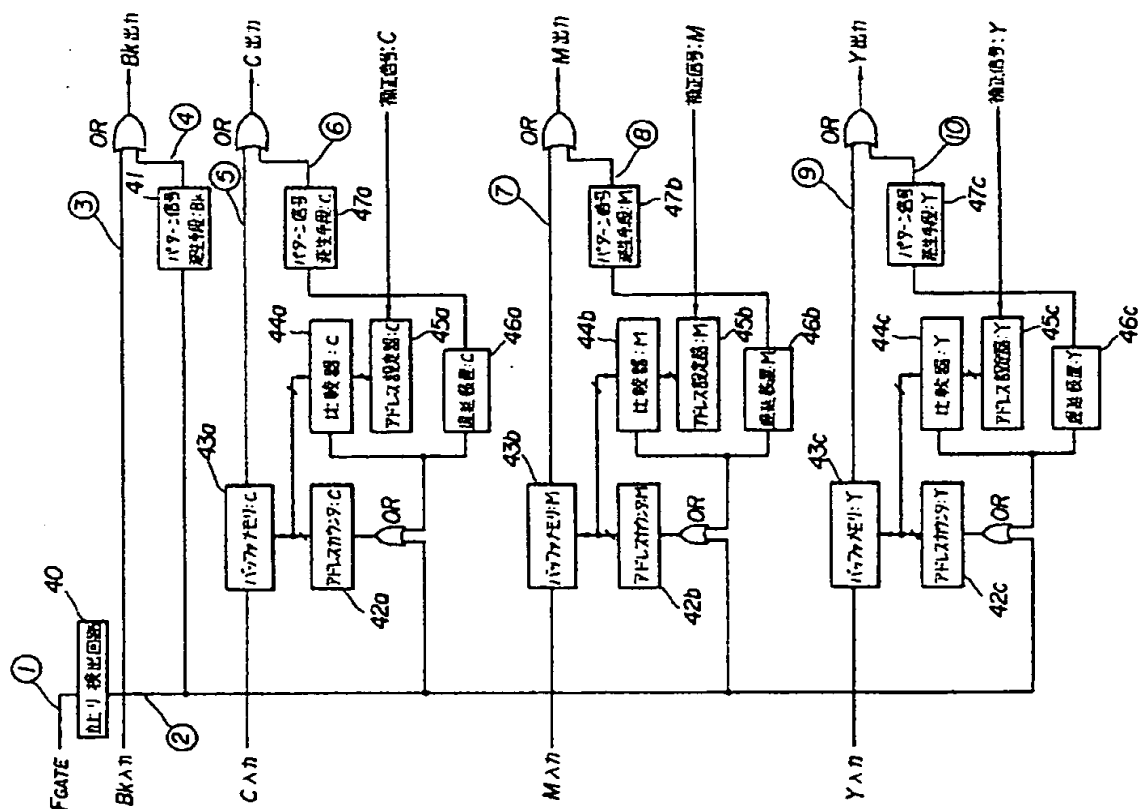 FGATE
①
40
立上り検出回路
②
Bk入力
③
41
パターン信号
発生手段:Bk
④
OR
Bk出力
C入力
43a
バッファメモリ:C
⑤
OR
C出力
42a
アドレスカウンタ:C
OR
44a
比較器:C
アドレス設定器:C
45a
遅延装置:C
46a
パターン信号
発生手段:C
47a
⑥
補正信号:C
M入力
43b
バッファメモリ:M
⑦
OR
M出力
42b
アドレスカウンタ:M
OR
44b
比較器:M
アドレス設定器:M
45b
遅延装置:M
46b
パターン信号
発生手段:M
47b
⑧
補正信号:M
Y入力
43c
バッファメモリ:Y
⑨
OR
Y出力
42c
アドレスカウンタ:Y
OR
44c
比較器:Y
アドレス設定器:Y
45c
遅延装置:Y
46c
パターン信号
発生手段:Y
47c
⑩
補正信号:Y